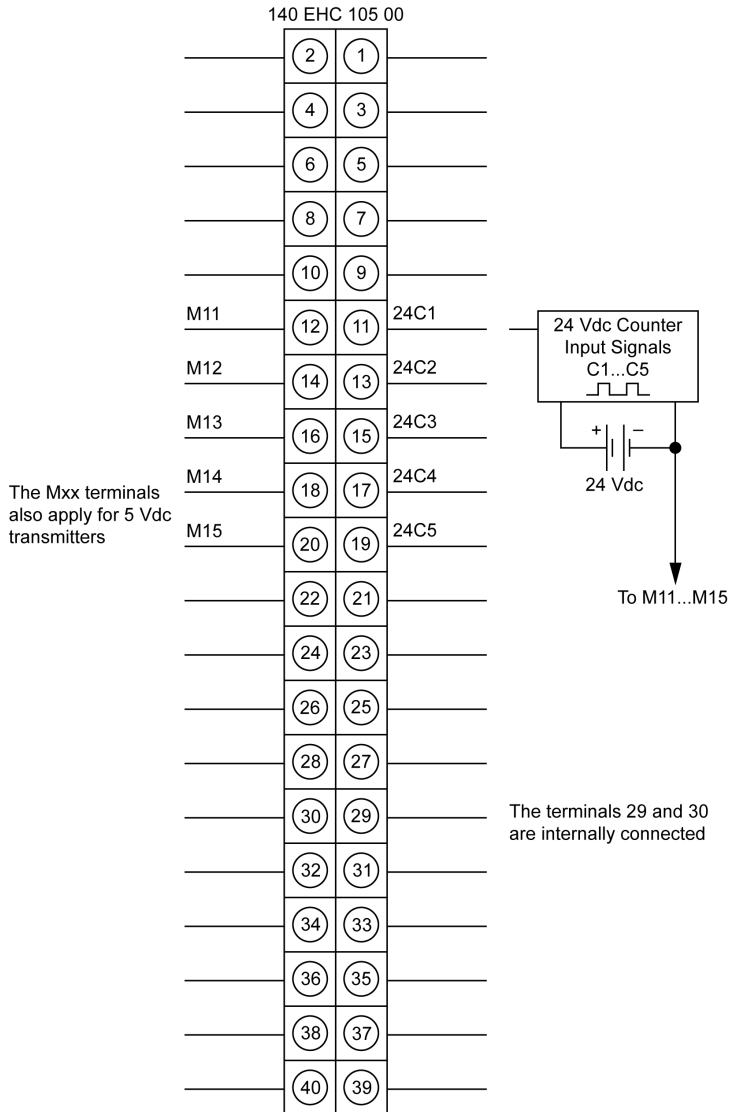 140 EHC 105 00
2 1
4 3
6 5
8 7
10 9
M11 12 11 24C1
M12 14 13 24C2
M13 16 15 24C3
M14 18 17 24C4
M15 20 19 24C5
22 21
24 23
26 25
28 27
30 29
32 31
34 33
36 35
38 37
40 39
The Mxx terminals
also apply for 5 Vdc
transmitters
24 Vdc Counter
Input Signals
C1...C5
+ −
24 Vdc
To M11...M15
The terminals 29 and 30
are internally connected